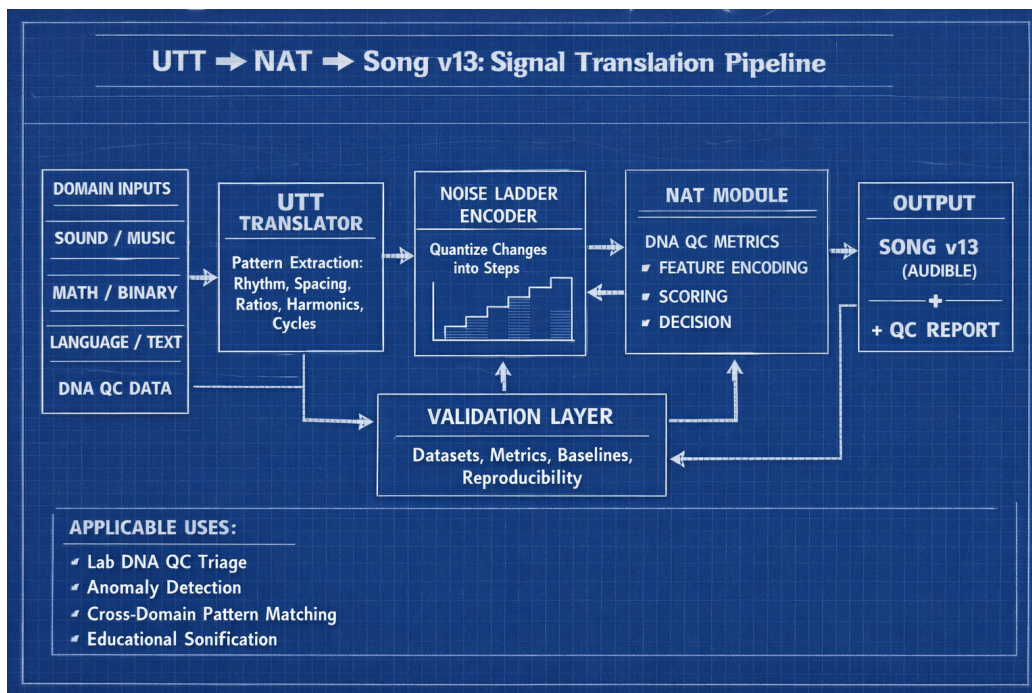 UTT → NAT → Song v13: Signal Translation Pipeline
DOMAIN INPUTS
SOUND / MUSIC
MATH / BINARY
LANGUAGE / TEXT
DNA QC DATA
UTT
TRANSLATOR
Pattern Extraction:
Rhythm, Spacing,
Ratios, Harmonics,
Cycles
NOISE LADDER
ENCODER
Quantize Changes
into Steps
NAT MODULE
DNA QC METRICS
FEATURE ENCODING
SCORING
DECISION
OUTPUT
SONG v13
(AUDIBLE)
+
+ QC REPORT
VALIDATION LAYER
Datasets, Metrics, Baselines,
Reproducibility
APPLICABLE USES:
Lab DNA QC Triage
Anomaly Detection
Cross-Domain Pattern Matching
Educational Sonification